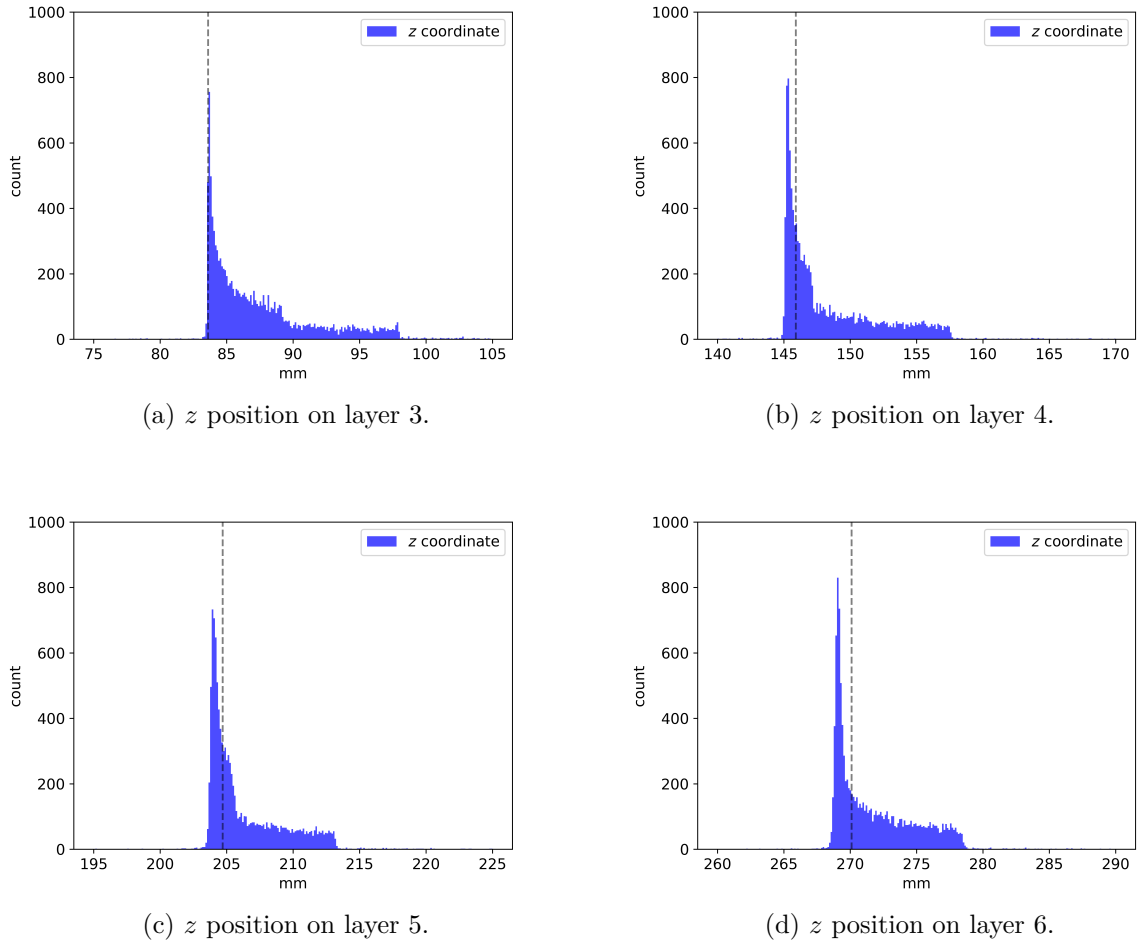 1000
800
600
400
200
0
count
z coordinate
75 80 85 90 95 100 105
mm
(a) z position on layer 3.
1000
800
600
400
200
0
count
z coordinate
140 145 150 155 160 165 170
mm
(b) z position on layer 4.
1000
800
600
400
200
0
count
z coordinate
195 200 205 210 215 220 225
mm
(c) z position on layer 5.
1000
800
600
400
200
0
count
z coordinate
260 265 270 275 280 285 290
mm
(d) z position on layer 6.